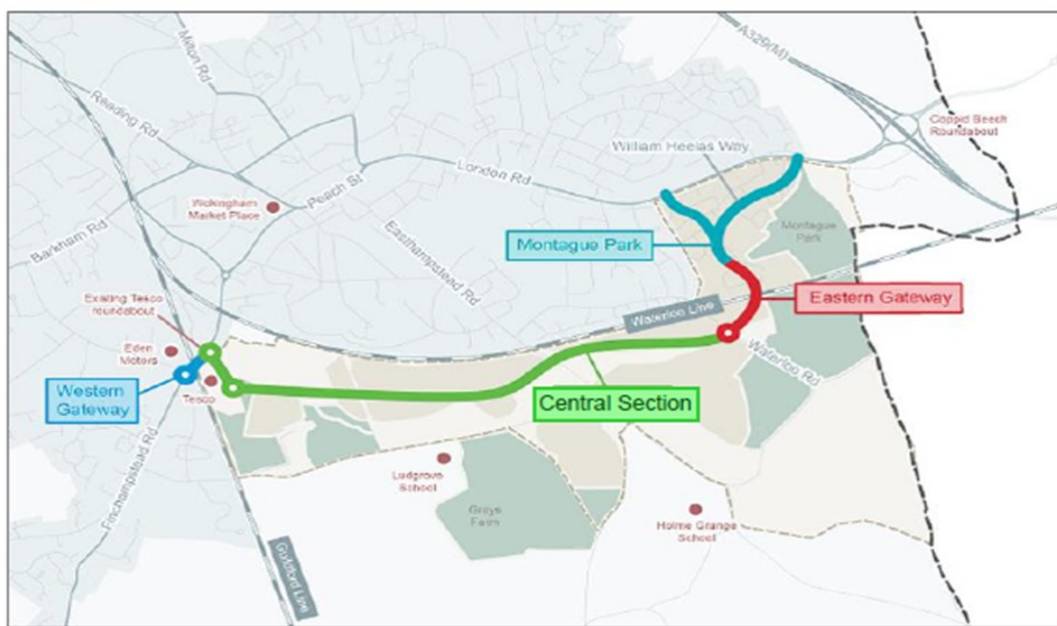 A329(M)
Milton Rd
Reading Rd
Coppid Beech
Roundabout
William Heelas Way
London Rd
Peach St
Wokingham
Market Place
Barkham Rd
Easthampstead Rd
Montague Park
Montague
Park
Existing Tesco
roundabout
Eastern Gateway
Waterloo Line
Eden
Motors
Waterloo Rd
Western
Gateway
Tesco
Central Section
Finchampstead Rd
Ludgrove
School
Grays
Farm
Holme Grange
School
Guildford Line